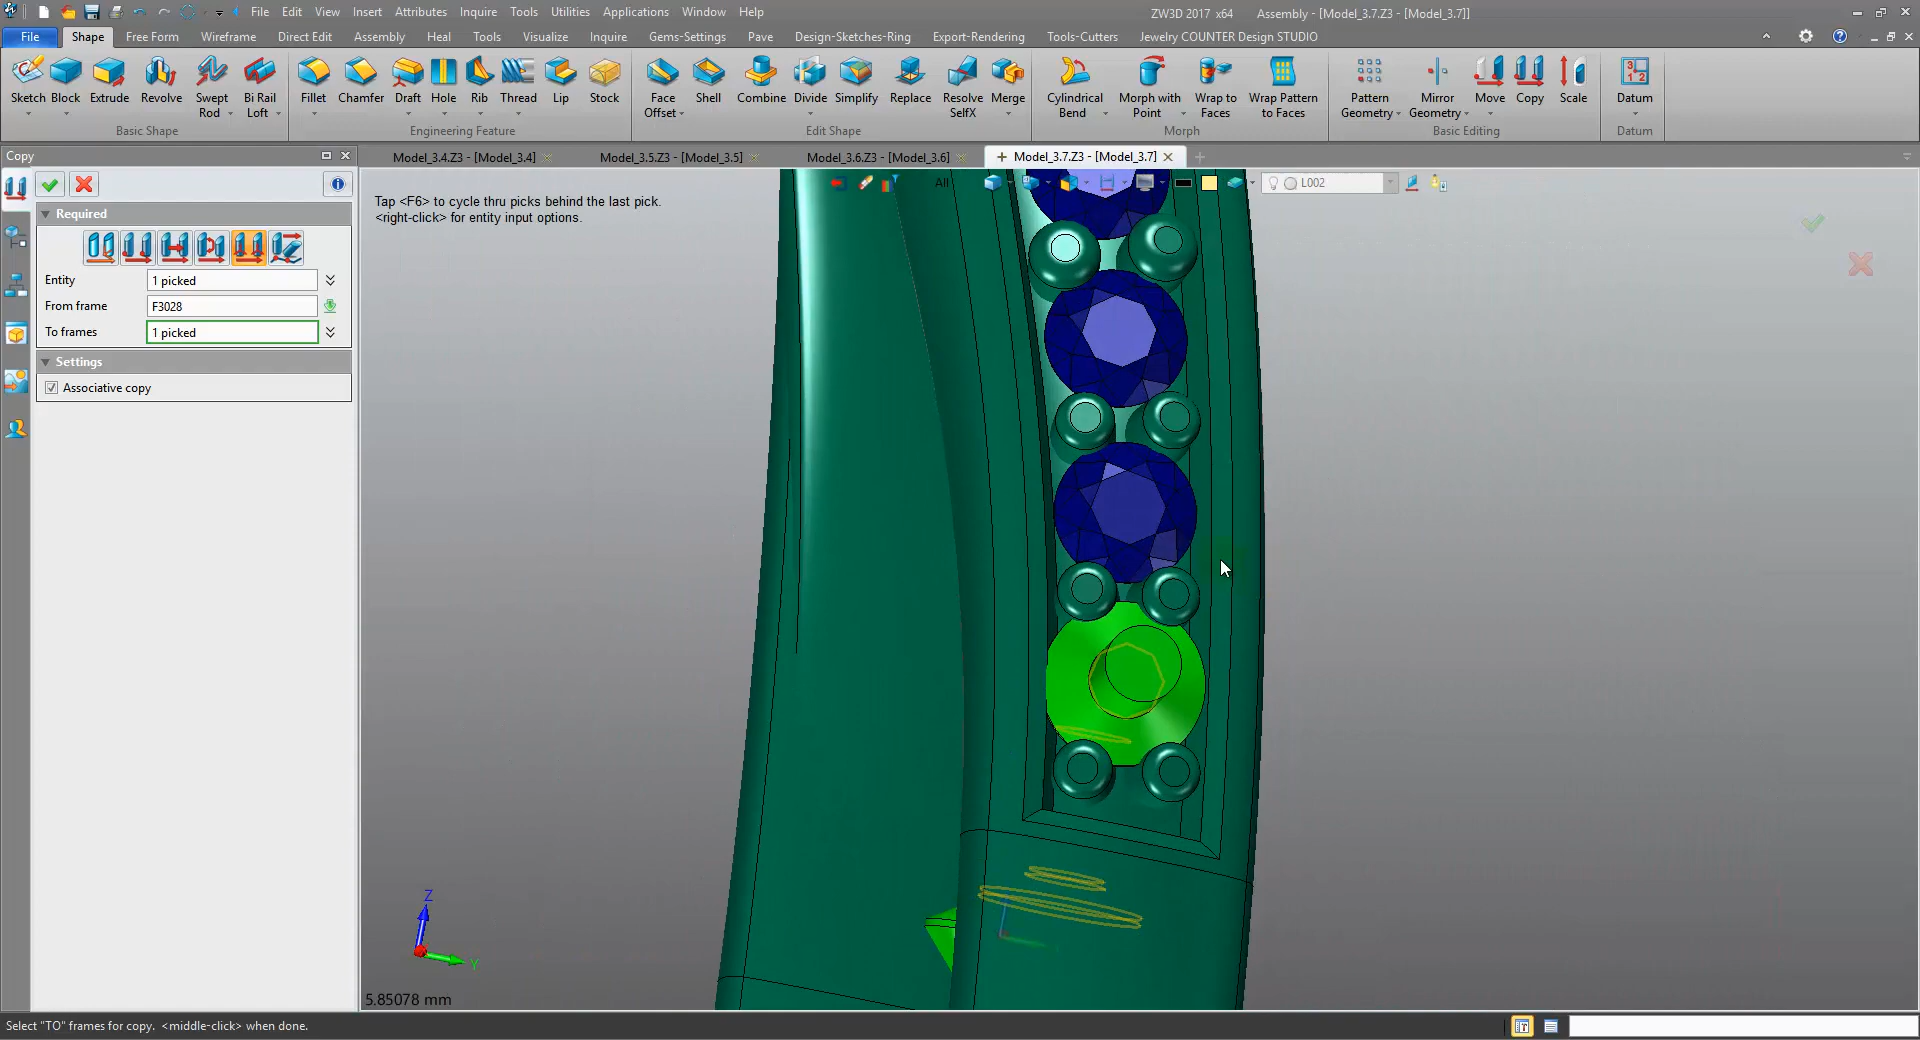 File Edit View Insert Attributes Inquire Tools Utilities Applications Window Help
ZW3D 2017 x64 Assembly - [Model_3.7.Z3 - [Model_3.7]]
File Shape Free Form Wireframe Direct Edit Assembly Heal Tools Visualize Inquire Gems-Settings Pave Design-Sketches-Ring Export-Rendering Tools-Cutters Jewelry COUNTER Design STUDIO
Sketch Block Extrude Revolve Swept Rod Bi Rail Loft
Basic Shape
Fillet Chamfer Draft Hole Rib Thread Lip Stock
Engineering Feature
Face Offset Shell Combine Divide Simplify Replace Resolve SelfX Merge
Edit Shape
Cylindrical Bend Morph with Point Wrap to Faces Wrap Pattern to Faces
Morph
Pattern Geometry Mirror Geometry Move Copy Scale
Basic Editing
Datum
Datum
Copy
Model_3.4.Z3 - [Model_3.4] Model_3.5.Z3 - [Model_3.5] Model_3.6.Z3 - [Model_3.6] Model_3.7.Z3 - [Model_3.7]
All
L002
Tap <F6> to cycle thru picks behind the last pick.
<right-click> for entity input options.
Required
Entity 1 picked
From frame F3028
To frames 1 picked
Settings
Associative copy
Z
Y
5.85078 mm
Select "TO" frames for copy. <middle-click> when done.